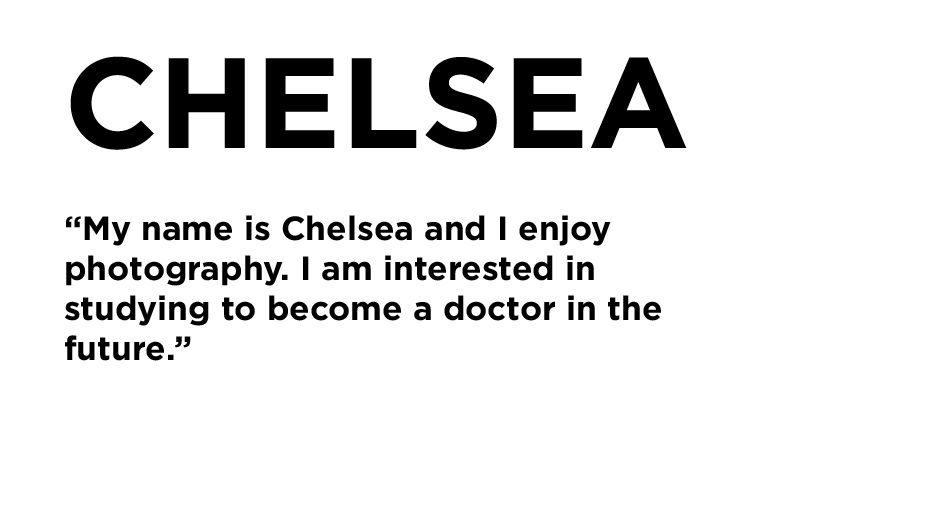 CHELSEA
“My name is Chelsea and I enjoy
photography. I am interested in
studying to become a doctor in the
future.”